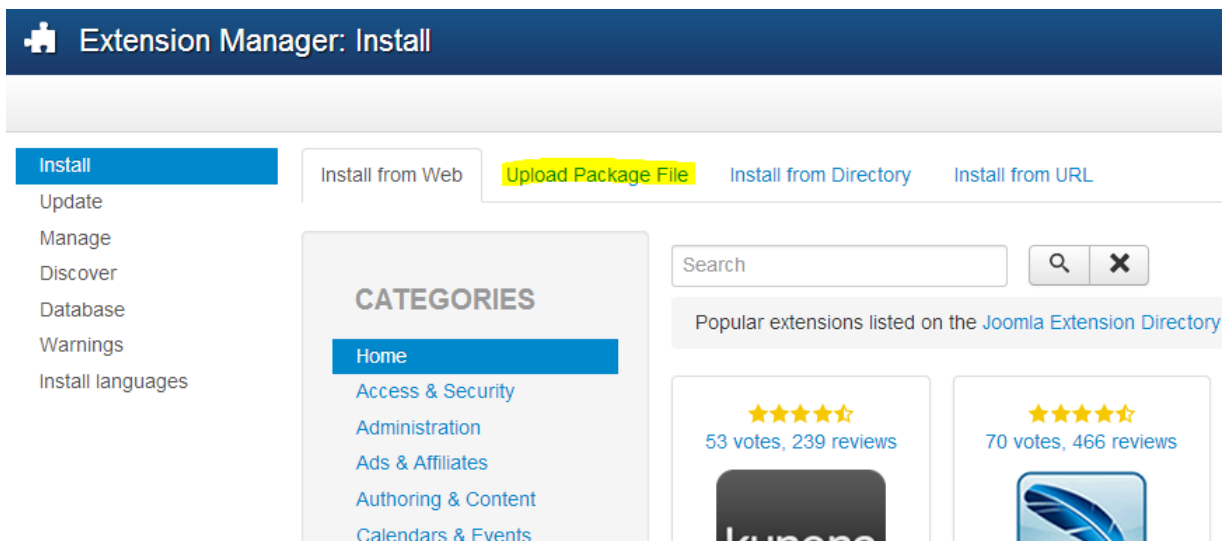 Extension Manager: Install
Install
Update
Manage
Discover
Database
Warnings
Install languages
Install from Web Upload Package File Install from Directory Install from URL
CATEGORIES
Home
Access & Security
Administration
Ads & Affiliates
Authoring & Content
Calendars & Events
Search
Popular extensions listed on the Joomla Extension Directory
53 votes, 239 reviews
70 votes, 466 reviews
kunena